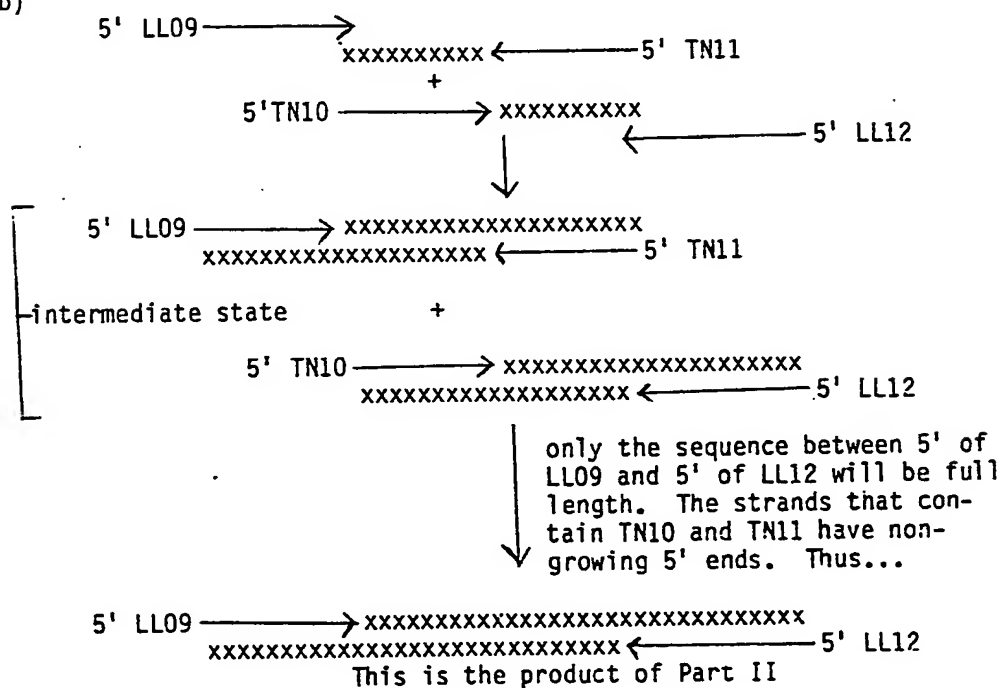 b)
5' LL09
xxxxxxxxxx 5' TN11
+
5'TN10 xxxxxxxxxx
5' LL12
5' LL09 xxxxxxxxxxxxxxxxxxxxx
xxxxxxxxxxxxxxxxxxxx 5' TN11
intermediate state +
5' TN10 xxxxxxxxxxxxxxxxxxxxx
xxxxxxxxxxxxxxxxxxx 5' LL12
only the sequence between 5' of
LL09 and 5' of LL12 will be full
length. The strands that con-
tain TN10 and TN11 have non-
growing 5' ends. Thus...
5' LL09 xxxxxxxxxxxxxxxxxxxxxxxxxxxxxxx
xxxxxxxxxxxxxxxxxxxxxxxxxxxxx 5' LL12
This is the product of Part II